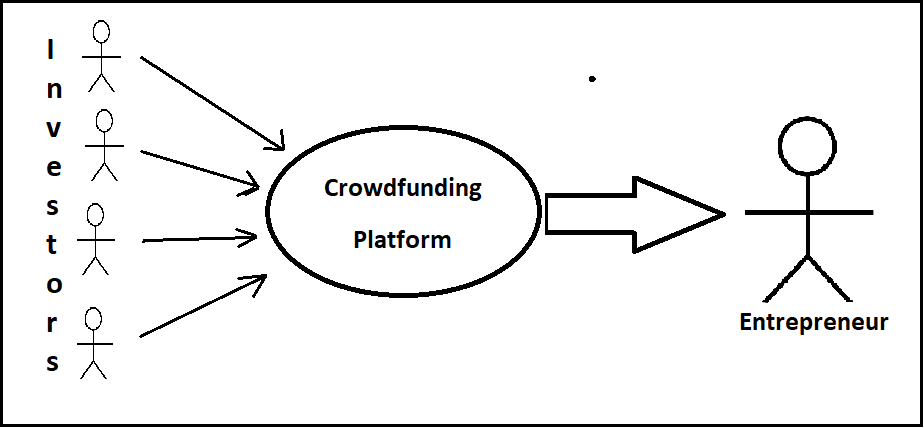 Investors
Crowdfunding
Platform
Entrepreneur